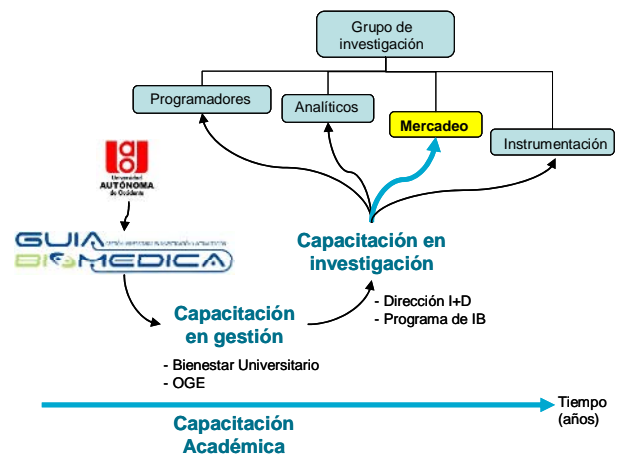 Grupo de
investigación
Programadores
Analíticos
Mercadeo
Instrumentación
Universidad
AUTÓNOMA
de Occidente
GUIA
BIOMEDICA
Capacitación en
investigación
- Dirección I+D
- Programa de IB
Capacitación
en gestión
- Bienestar Universitario
- OGE
Tiempo
(años)
Capacitación
Académica